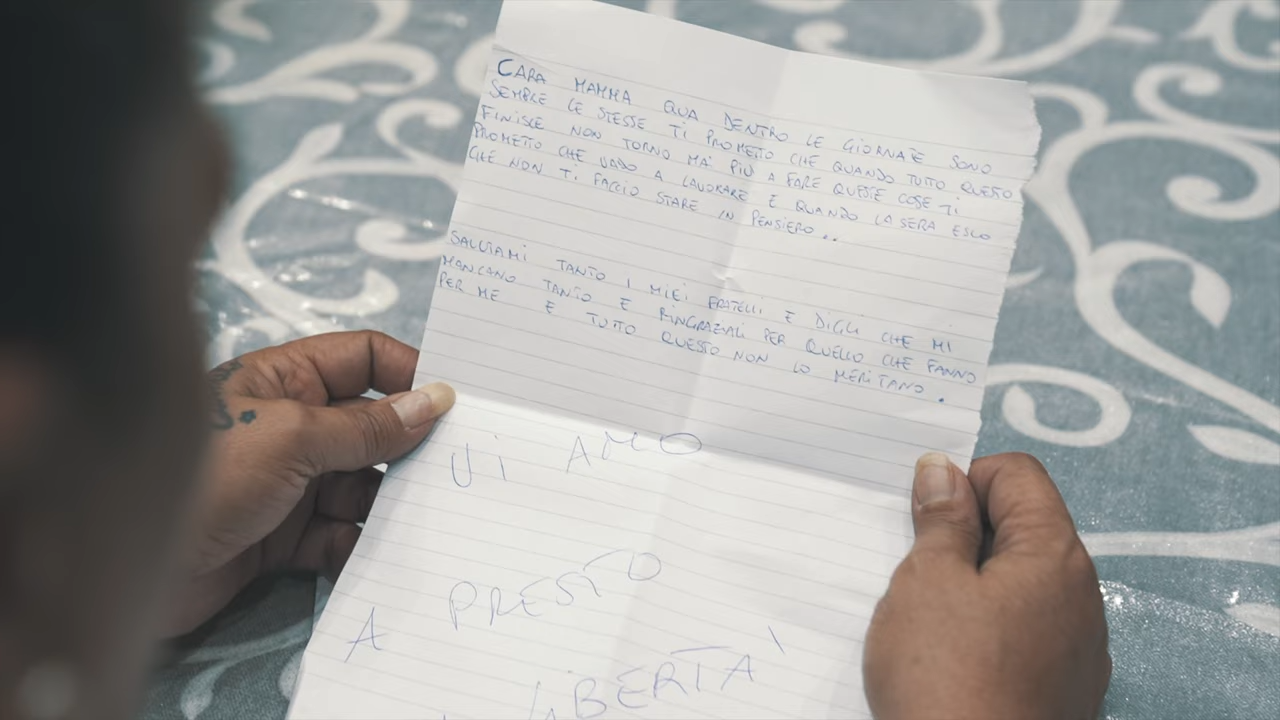 CARA MAMMA QUA DENTRO LE GIORNATE SONO
SEMPRE LE STESSE TI PROMETTO CHE QUANDO TUTTO QUESTO
FINISCE NON TORNO MAI PIÙ A FARE QUESTE COSE TI
PROMETTO CHE VADO A LAVORARE E QUANDO LA SERA ESCO
CHE NON TI FACCIO STARE IN PENSIERO..
SALUTAMI TANTO I MIEI FRATELLI E DIGLI CHE MI
MANCANO TANTO E RINGRAZIALI PER QUELLO CHE FANNO
PER ME E TUTTO QUESTO NON LO MERITANO.
VI AMO
A PRESTO
LIBERTA'